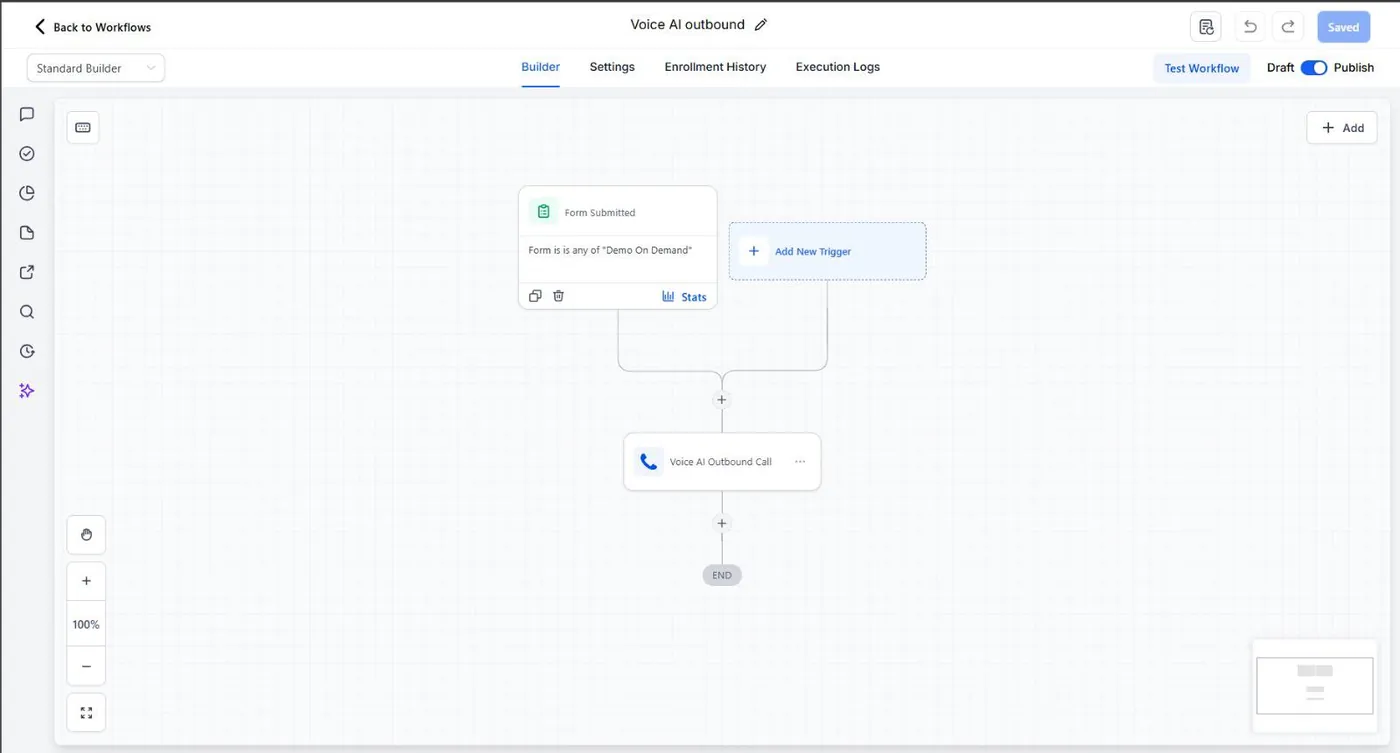 Back to Workflows
Voice AI outbound
Saved
Standard Builder
Builder
Settings
Enrollment History
Execution Logs
Test Workflow
Draft
Publish
Add
Form Submitted
Form is is any of "Demo On Demand"
Stats
Add New Trigger
Voice AI Outbound Call
END
100%